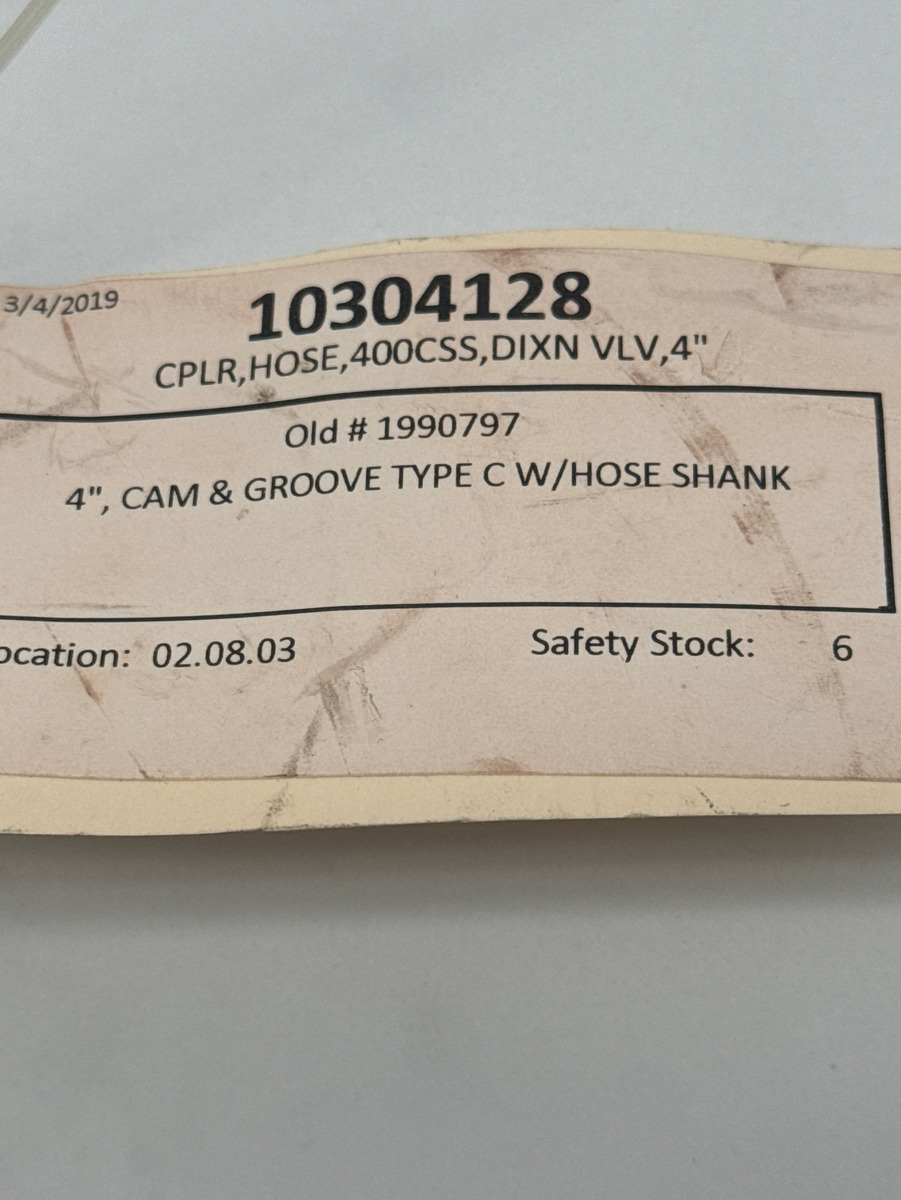 3/4/2019
10304128
CPLR,HOSE,400CSS,DIXN VLV,4"
Old # 1990797
4", CAM & GROOVE TYPE C W/HOSE SHANK
ocation: 02.08.03 Safety Stock: 6